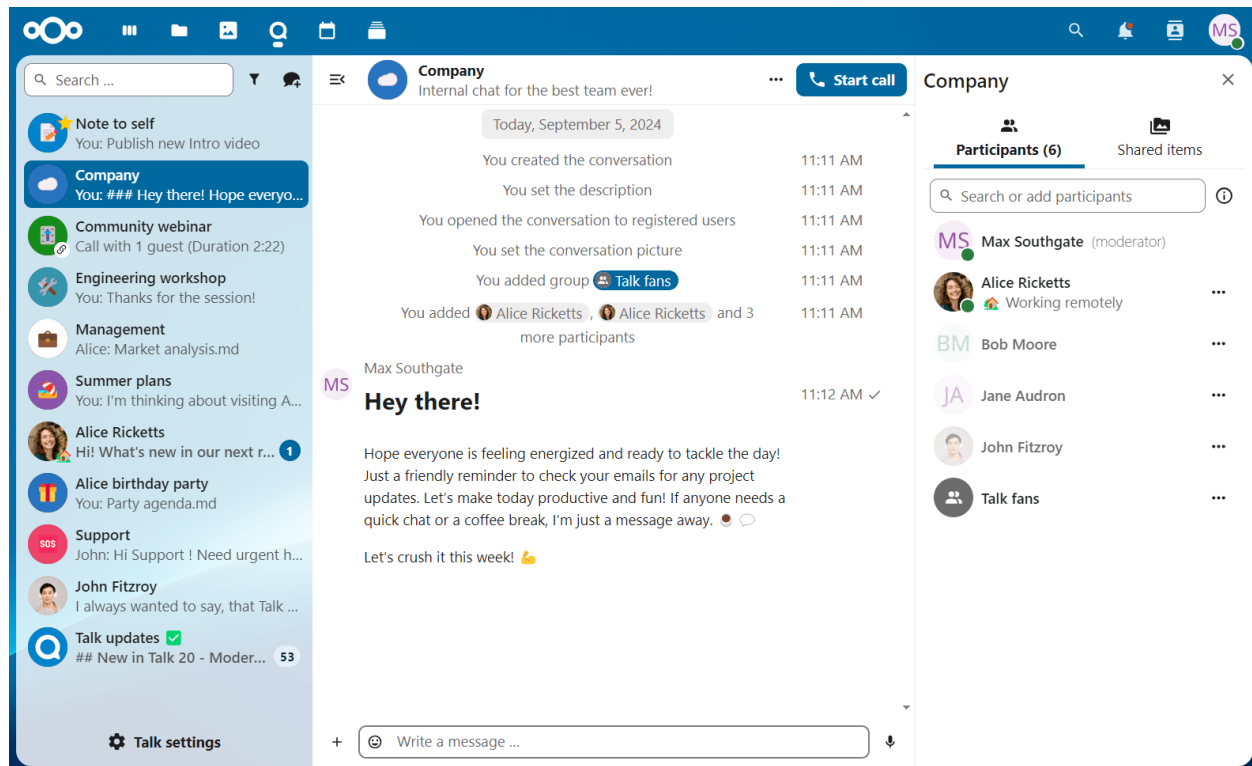 MS
Search ...
Note to self
You: Publish new Intro video
Company
You: ### Hey there! Hope everyo...
Community webinar
Call with 1 guest (Duration 2:22)
Engineering workshop
You: Thanks for the session!
Management
Alice: Market analysis.md
Summer plans
You: I'm thinking about visiting A...
Alice Ricketts
Hi! What's new in our next r... 1
Alice birthday party
You: Party agenda.md
SOS
Support
John: Hi Support ! Need urgent h...
John Fitzroy
I always wanted to say, that Talk ...
Talk updates ✅
## New in Talk 20 - Moder... 53
Talk settings
Company
Internal chat for the best team ever!
Start call
Today, September 5, 2024
You created the conversation 11:11 AM
You set the description 11:11 AM
You opened the conversation to registered users 11:11 AM
You set the conversation picture 11:11 AM
You added group Talk fans 11:11 AM
You added Alice Ricketts , Alice Ricketts and 3 11:11 AM
more participants
Max Southgate
MS
Hey there! 11:12 AM ✓
Hope everyone is feeling energized and ready to tackle the day!
Just a friendly reminder to check your emails for any project
updates. Let's make today productive and fun! If anyone needs a
quick chat or a coffee break, I'm just a message away. ☕ 💬
Let's crush it this week! 💪
Write a message ...
Company
Participants (6) Shared items
Search or add participants
MS Max Southgate (moderator)
Alice Ricketts
🏡 Working remotely
BM Bob Moore
JA Jane Audron
John Fitzroy
Talk fans